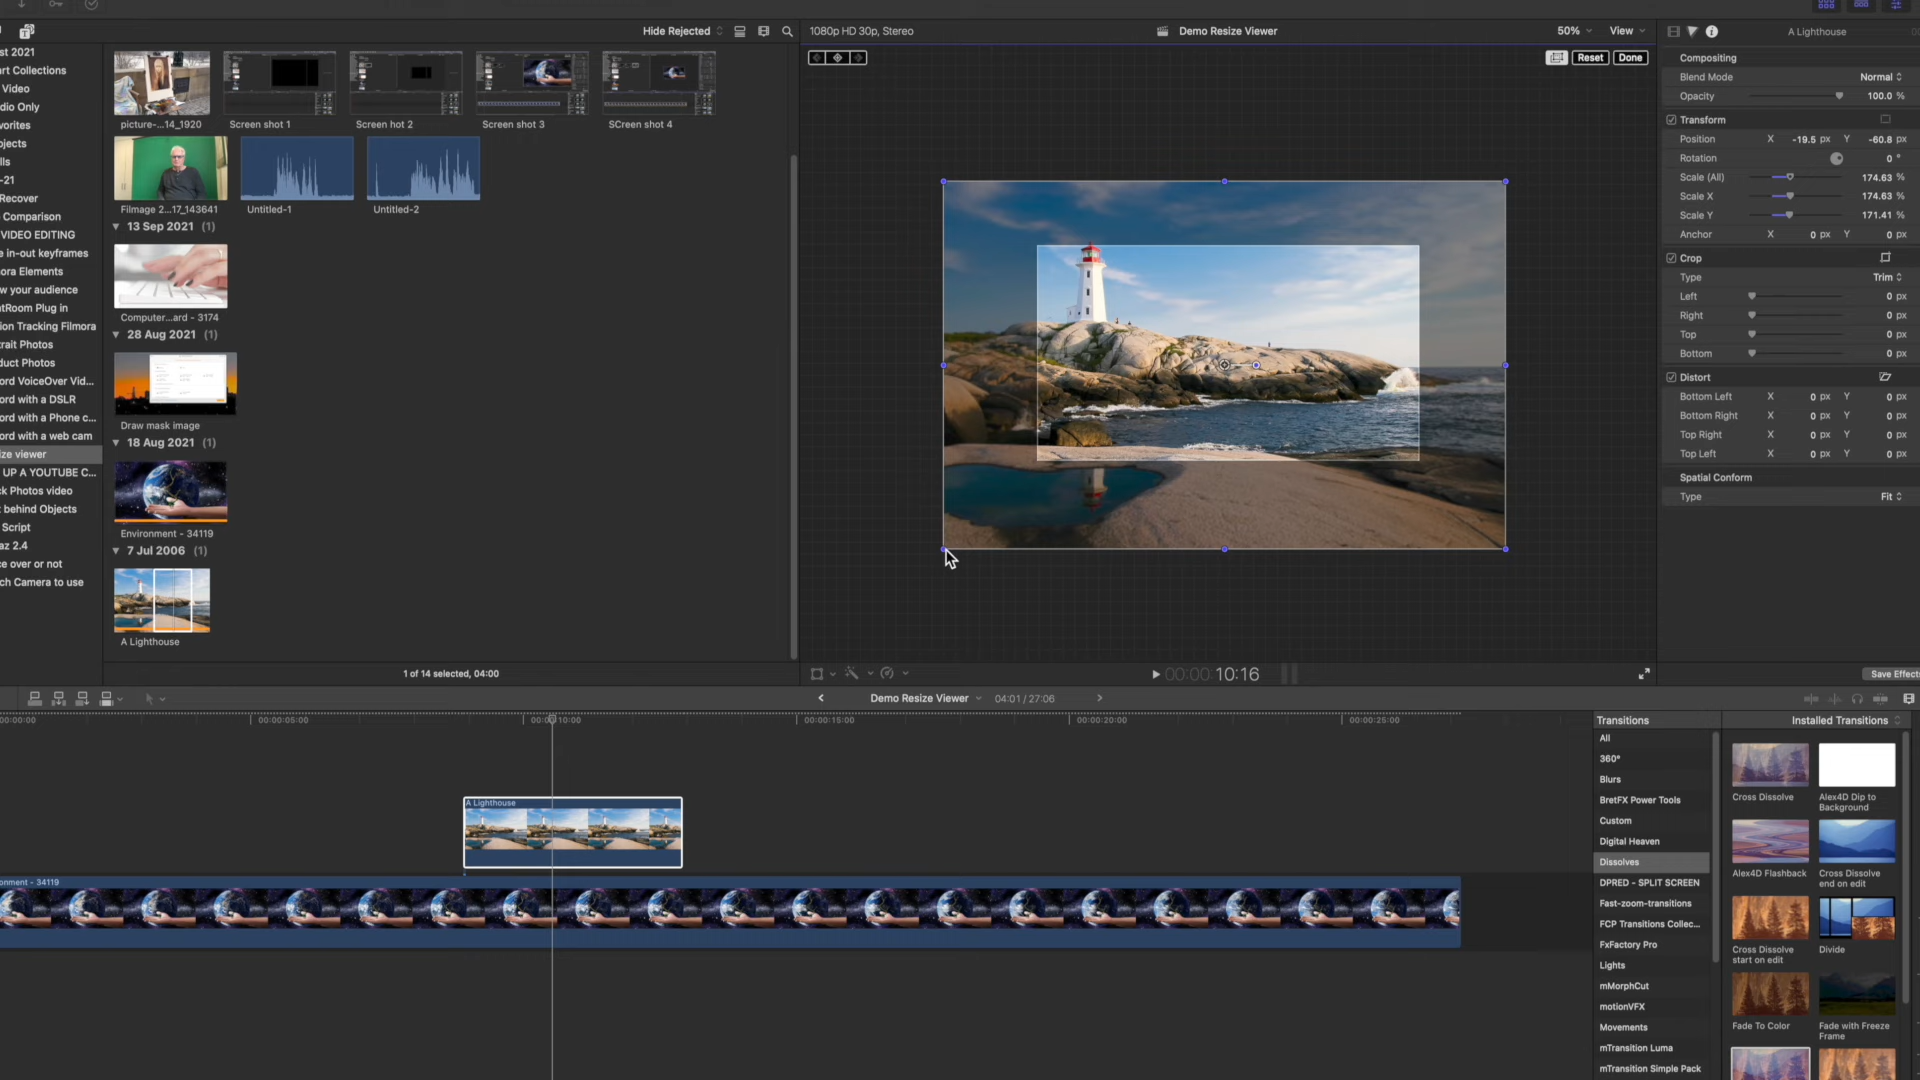 Hide Rejected
1080p HD 30p, Stereo
Demo Resize Viewer
50%
View
A Lighthouse
st 2021
art Collections
Video
dio Only
vorites
ojects
lls
-21
Recover
Comparison
VIDEO EDITING
e in-out keyframes
ora Elements
w your audience
htRoom Plug in
ion Tracking Filmora
trait Photos
duct Photos
ord VoiceOver Vid...
ord with a DSLR
ord with a Phone c...
ord with a web cam
ize viewer
UP A YOUTUBE C...
ck Photos video
t behind Objects
Script
az 2.4
ce over or not
ch Camera to use
picture-...14_1920
Screen shot 1
Screen hot 2
Screen shot 3
SCreen shot 4
Filmage 2...17_143641
Untitled-1
Untitled-2
13 Sep 2021 (1)
Computer...ard - 3174
28 Aug 2021 (1)
Draw mask image
18 Aug 2021 (1)
Environment - 34119
7 Jul 2006 (1)
A Lighthouse
1 of 14 selected, 04:00
Reset
Done
00:00:10:16
Compositing
Blend Mode Normal
Opacity 100.0 %
Transform
Position X -19.5 px Y -60.8 px
Rotation 0 °
Scale (All) 174.63 %
Scale X 174.63 %
Scale Y 171.41 %
Anchor X 0 px Y 0 px
Crop
Type Trim
Left 0 px
Right 0 px
Top 0 px
Bottom 0 px
Distort
Bottom Left X 0 px Y 0 px
Bottom Right X 0 px Y 0 px
Top Right X 0 px Y 0 px
Top Left X 0 px Y 0 px
Spatial Conform
Type Fit
Save Effects
Demo Resize Viewer
04:01 / 27:06
00:00:00
00:00:05:00
00:00:10:00
00:00:15:00
00:00:20:00
00:00:25:00
A Lighthouse
onment - 34119
Transitions
Installed Transitions
All
360°
Blurs
BretFX Power Tools
Custom
Digital Heaven
Dissolves
DPRED - SPLIT SCREEN
Fast-zoom-transitions
FCP Transitions Collec...
FxFactory Pro
Lights
mMorphCut
motionVFX
Movements
mTransition Luma
mTransition Simple Pack
Cross Dissolve
Alex4D Dip to
Background
Alex4D Flashback
Cross Dissolve
end on edit
Cross Dissolve
start on edit
Divide
Fade To Color
Fade with Freeze
Frame